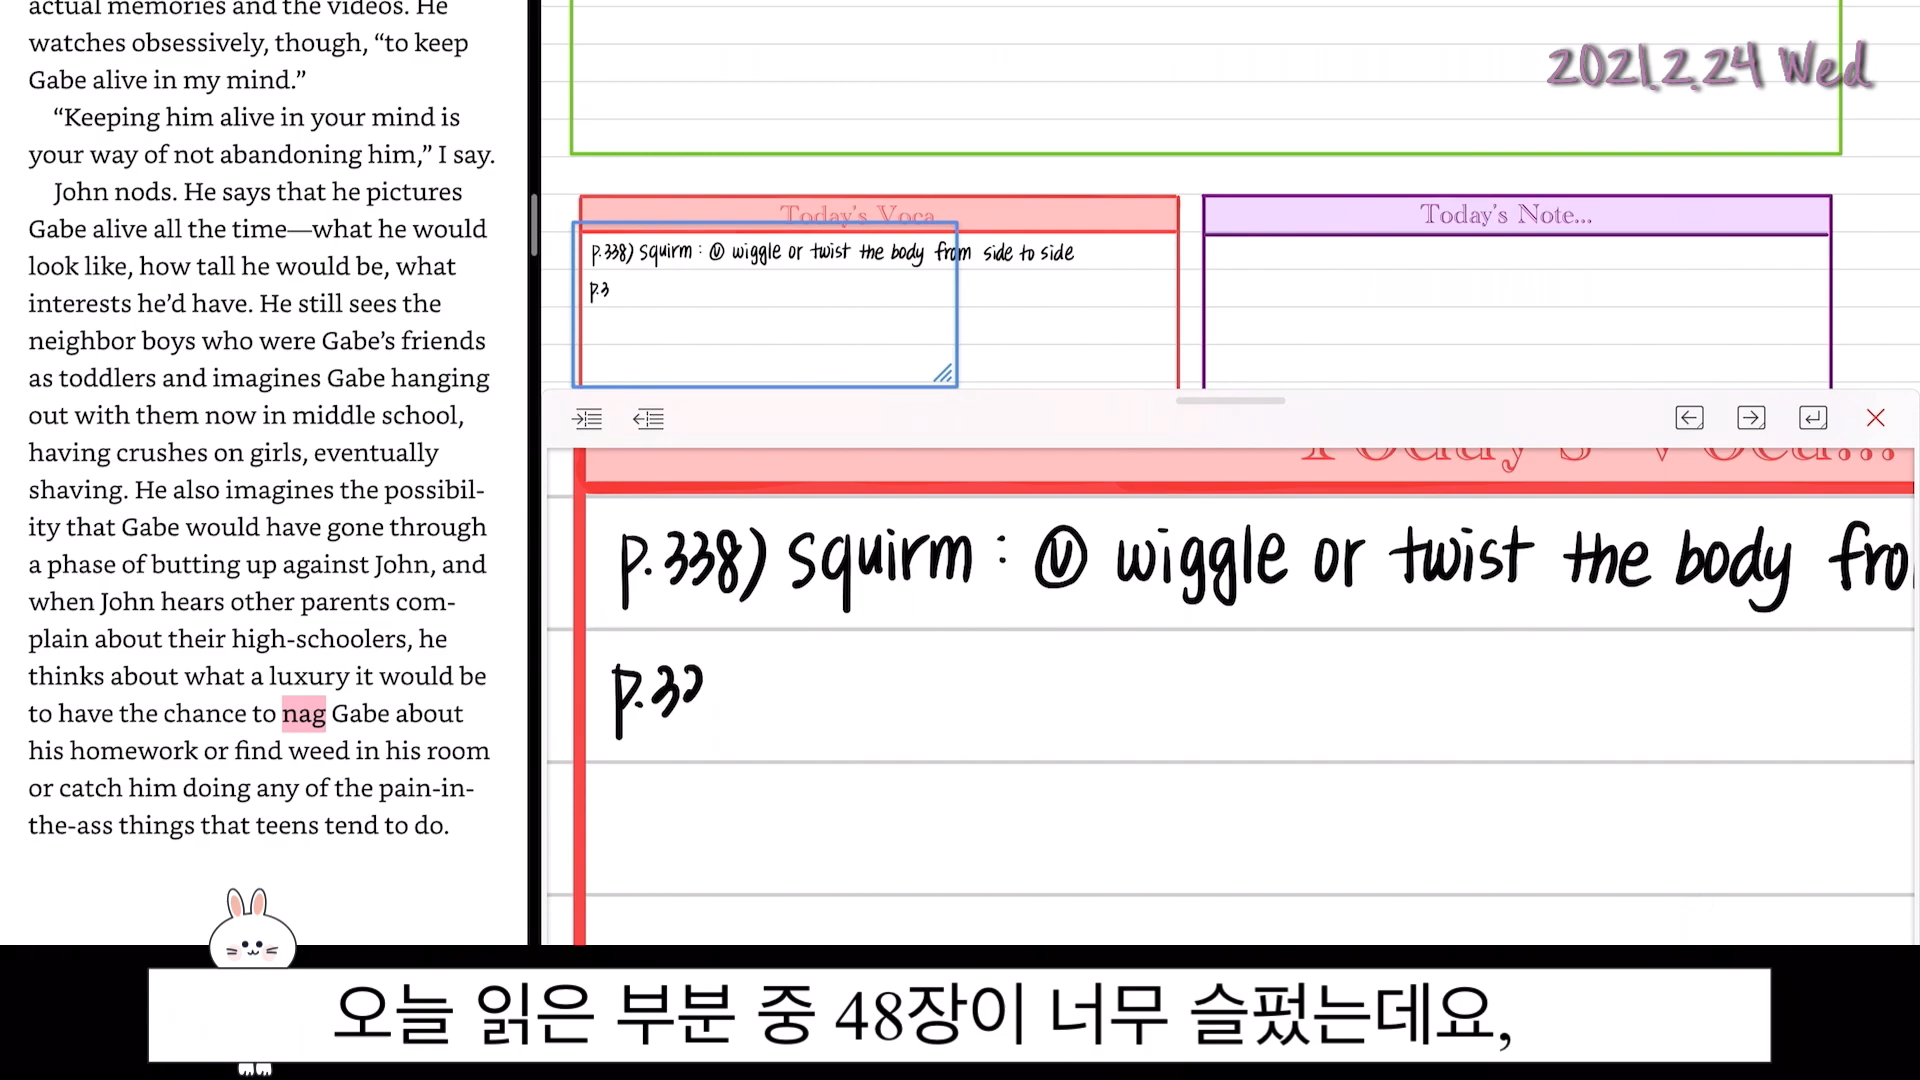 actual memories and the videos. He
watches obsessively, though, “to keep
Gabe alive in my mind.”
“Keeping him alive in your mind is
your way of not abandoning him,” I say.
John nods. He says that he pictures
Gabe alive all the time—what he would
look like, how tall he would be, what
interests he’d have. He still sees the
neighbor boys who were Gabe’s friends
as toddlers and imagines Gabe hanging
out with them now in middle school,
having crushes on girls, eventually
shaving. He also imagines the possibil-
ity that Gabe would have gone through
a phase of butting up against John, and
when John hears other parents com-
plain about their high-schoolers, he
thinks about what a luxury it would be
to have the chance to nag Gabe about
his homework or find weed in his room
or catch him doing any of the pain-in-
the-ass things that teens tend to do.
2021.2.24 Wed
Today's Voca
p.338) squirm : ⓥ wiggle or twist the body from side to side
p.3
Today's Note...
Today's Voca...
p.338) squirm : ⓥ wiggle or twist the body fro
p.33
오늘 읽은 부분 중 48장이 너무 슬펐는데요,